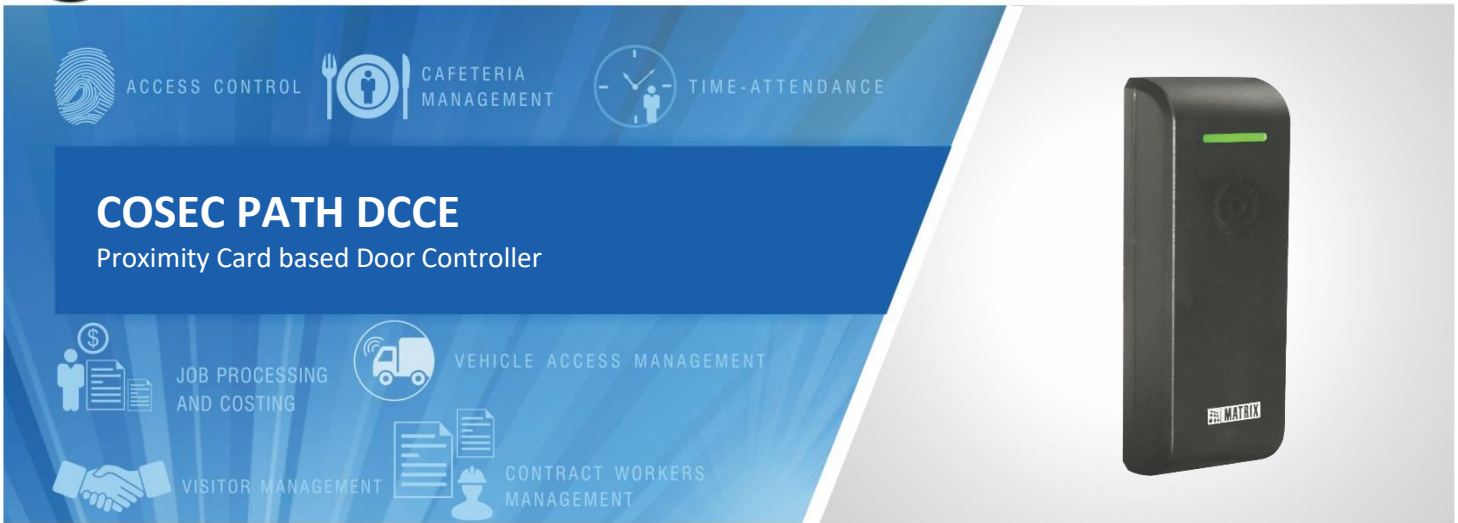 ACCESS CONTROL
CAFETERIA
MANAGEMENT
TIME-ATTENDANCE
COSEC PATH DCCE
Proximity Card based Door Controller
$
JOB PROCESSING
AND COSTING
VEHICLE ACCESS MANAGEMENT
VISITOR MANAGEMENT
CONTRACT WORKERS
MANAGEMENT
MATRIX